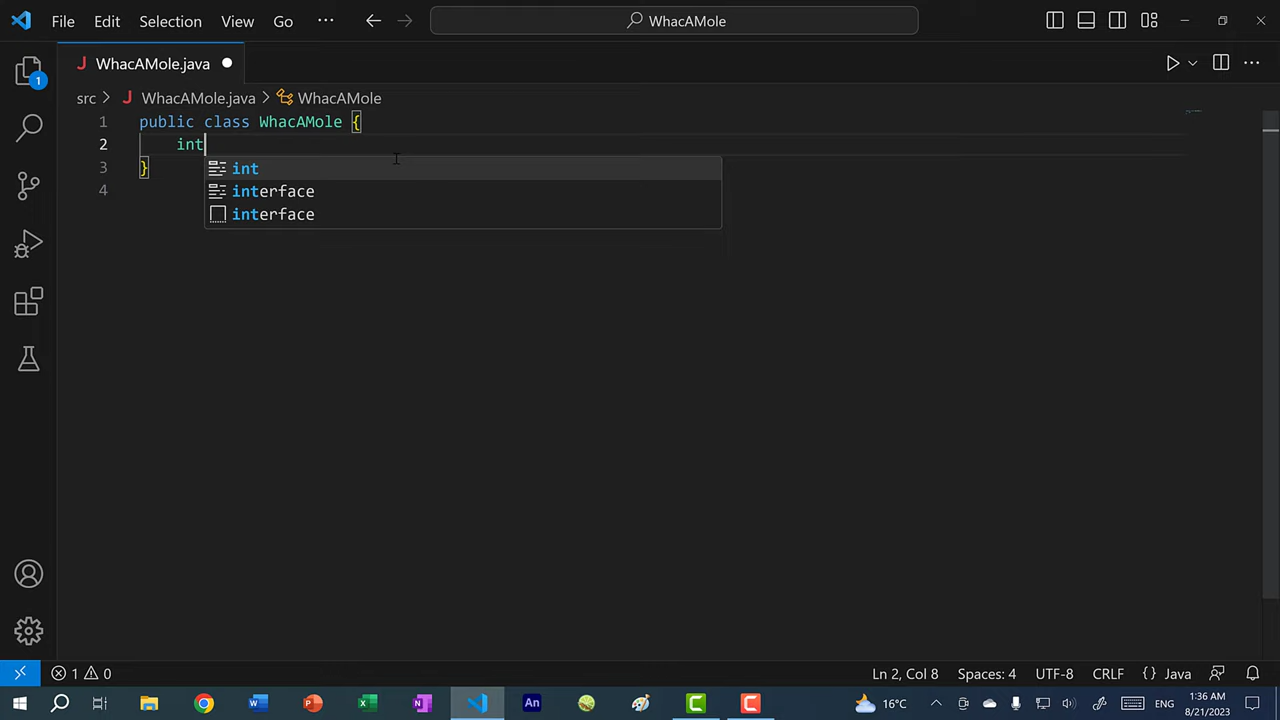 File Edit Selection View Go ··· WhacAMole
J WhacAMole.java
1
src > J WhacAMole.java > WhacAMole
1 public class WhacAMole {
2 int
3 }
4
int
interface
interface
1 0 Ln 2, Col 8 Spaces: 4 UTF-8 CRLF {} Java
W P X N An C C 16°C ENG 1:36 AM
8/21/2023